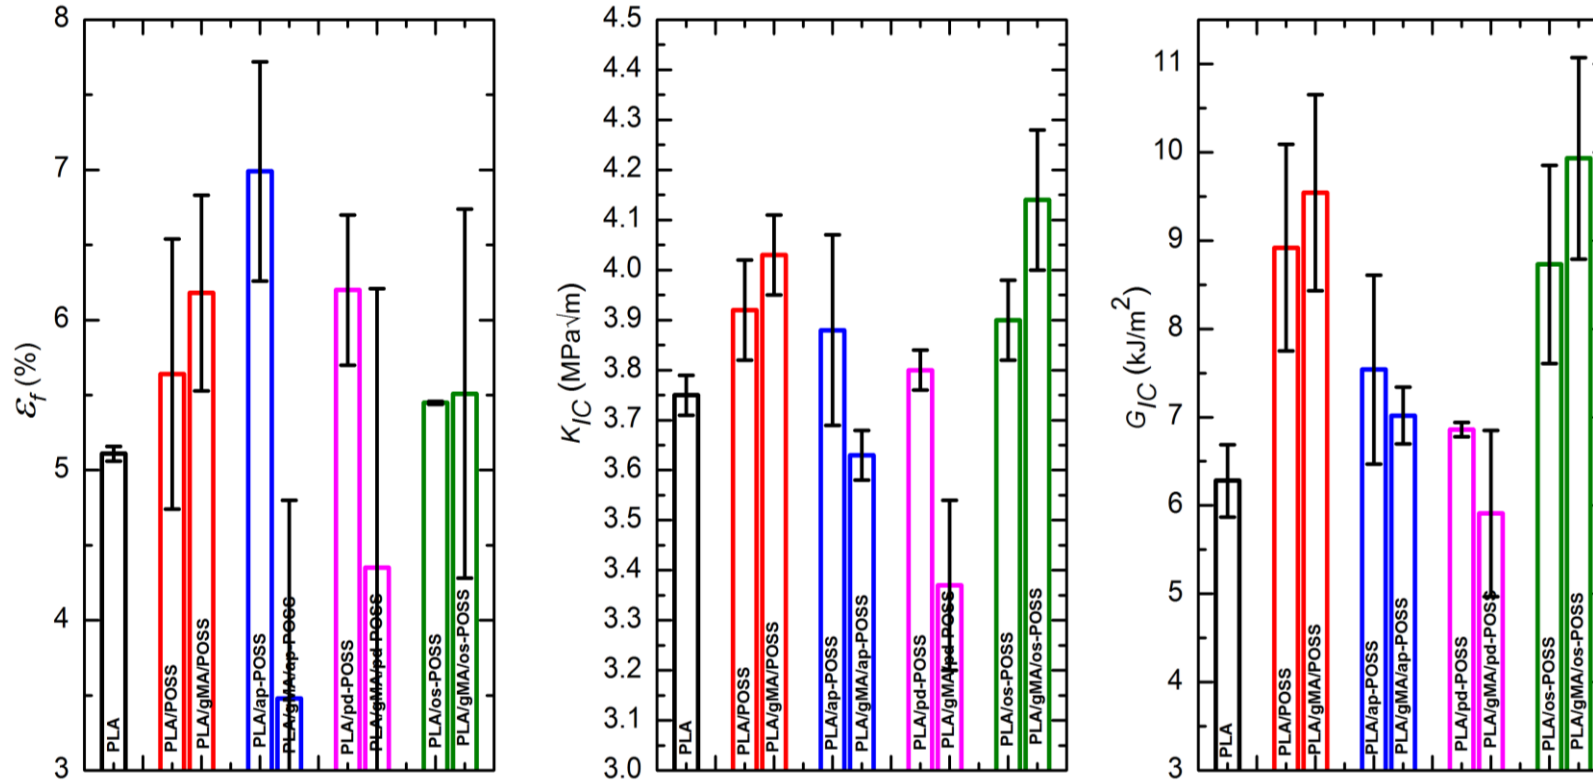 8
7
6
5
4
3
εf (%)
PLA
PLA/POSS
PLA/gMA/POSS
PLA/ap-POSS
PLA/gMA/ap-POSS
PLA/pd-POSS
PLA/gMA/pd-POSS
PLA/os-POSS
PLA/gMA/os-POSS
4.5
4.4
4.3
4.2
4.1
4.0
3.9
3.8
3.7
3.6
3.5
3.4
3.3
3.2
3.1
3.0
KIC (MPa√m)
PLA
PLA/POSS
PLA/gMA/POSS
PLA/ap-POSS
PLA/gMA/ap-POSS
PLA/pd-POSS
PLA/gMA/pd-POSS
PLA/os-POSS
PLA/gMA/os-POSS
11
10
9
8
7
6
5
4
3
GIC (kJ/m²)
PLA
PLA/POSS
PLA/gMA/POSS
PLA/ap-POSS
PLA/gMA/ap-POSS
PLA/pd-POSS
PLA/gMA/pd-POSS
PLA/os-POSS
PLA/gMA/os-POSS